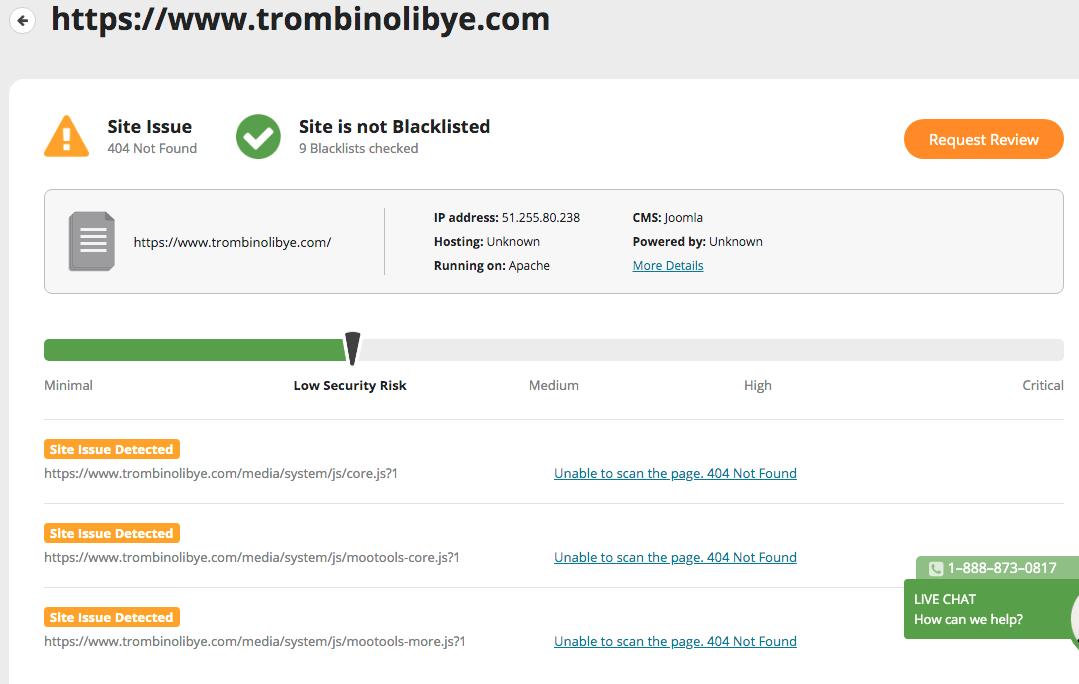 https://www.trombinolibye.com
Site Issue
404 Not Found
Site is not Blacklisted
9 Blacklists checked
Request Review
https://www.trombinolibye.com/
IP address: 51.255.80.238
Hosting: Unknown
Running on: Apache
CMS: Joomla
Powered by: Unknown
More Details
Minimal
Low Security Risk
Medium
High
Critical
Site Issue Detected
https://www.trombinolibye.com/media/system/js/core.js?1
Unable to scan the page. 404 Not Found
Site Issue Detected
https://www.trombinolibye.com/media/system/js/mootools-core.js?1
Unable to scan the page. 404 Not Found
Site Issue Detected
https://www.trombinolibye.com/media/system/js/mootools-more.js?1
Unable to scan the page. 404 Not Found
1–888–873–0817
LIVE CHAT
How can we help?